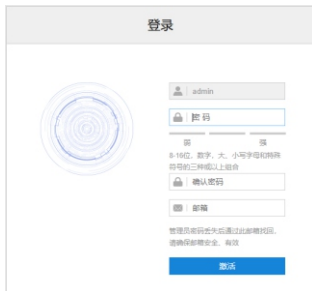 登录
admin
密 码
弱 强
8-16位，数字，大、小写字母和特殊
符号的三种或以上组合
确认密码
邮箱
管理员密码丢失后通过此邮箱找回，
请确保邮箱安全、有效
激活